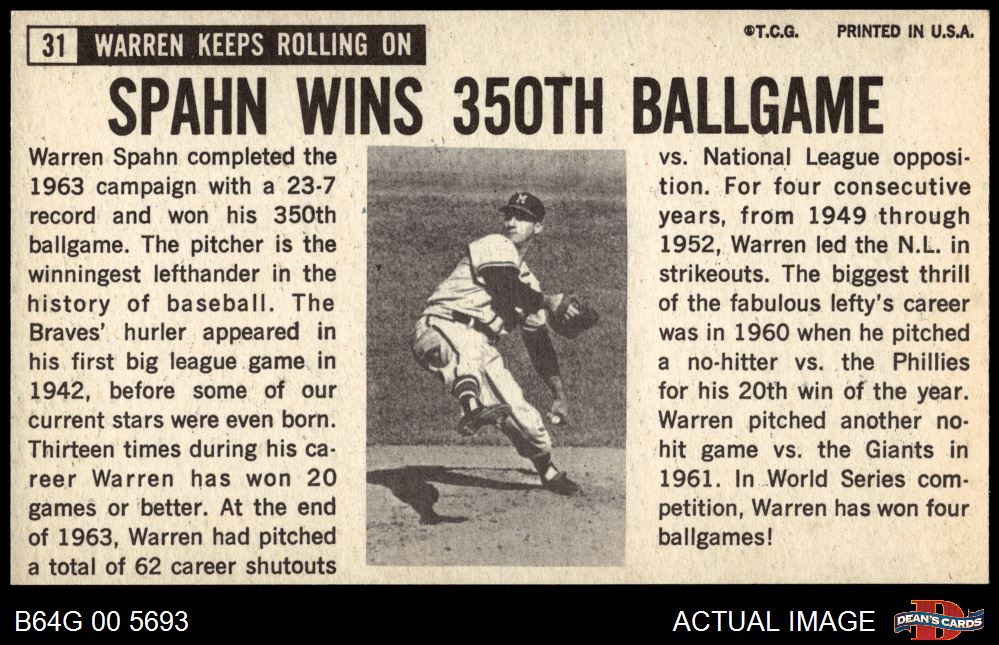 31 WARREN KEEPS ROLLING ON
©T.C.G. PRINTED IN U.S.A.
SPAHN WINS 350TH BALLGAME
Warren Spahn completed the
1963 campaign with a 23-7
record and won his 350th
ballgame. The pitcher is the
winningest lefthander in the
history of baseball. The
Braves' hurler appeared in
his first big league game in
1942, before some of our
current stars were even born.
Thirteen times during his ca-
reer Warren has won 20
games or better. At the end
of 1963, Warren had pitched
a total of 62 career shutouts
vs. National League opposi-
tion. For four consecutive
years, from 1949 through
1952, Warren led the N.L. in
strikeouts. The biggest thrill
of the fabulous lefty's career
was in 1960 when he pitched
a no-hitter vs. the Phillies
for his 20th win of the year.
Warren pitched another no-
hit game vs. the Giants in
1961. In World Series com-
petition, Warren has won four
ballgames!
M
B64G 00 5693
ACTUAL IMAGE
D
DEAN'S CARDS